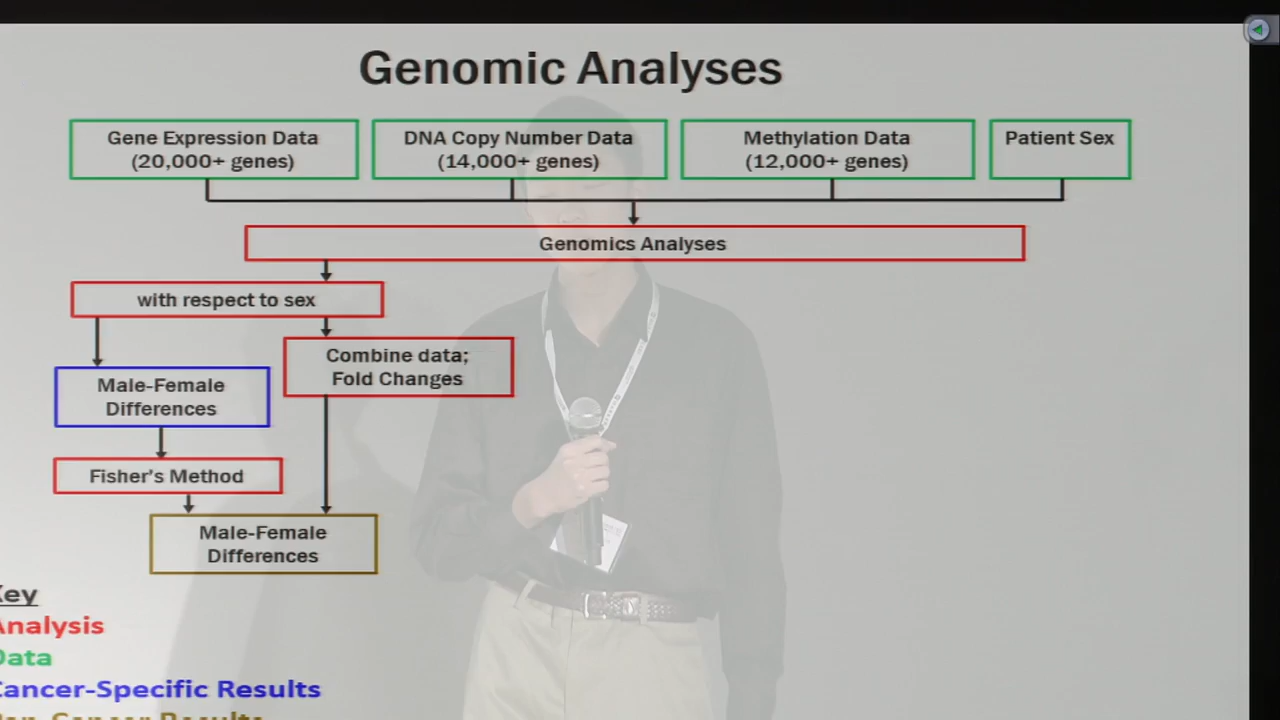 Genomic Analyses
Gene Expression Data
(20,000+ genes)
DNA Copy Number Data
(14,000+ genes)
Methylation Data
(12,000+ genes)
Patient Sex
Genomics Analyses
with respect to sex
Combine data;
Fold Changes
Male-Female
Differences
Fisher's Method
Male-Female
Differences
Key
Analysis
Data
Cancer-Specific Results